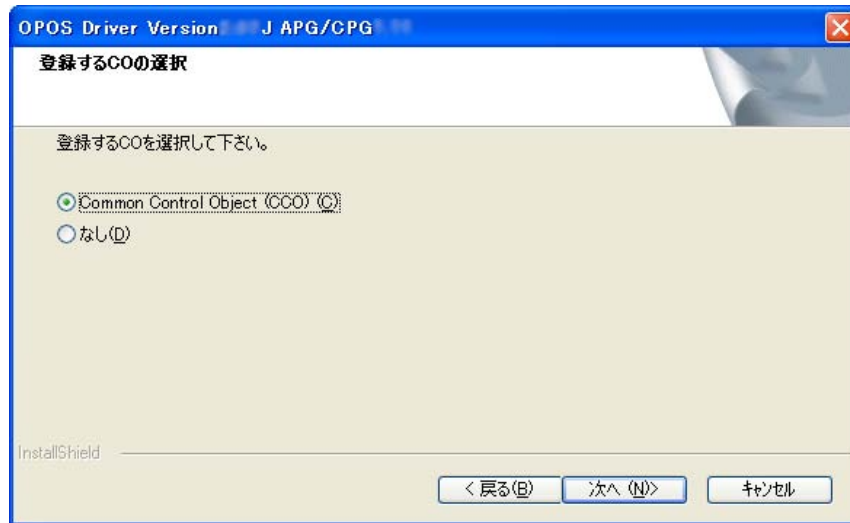 OPOS Driver Version J APG/CPG
登録するCOの選択
登録するCOを選択して下さい。
Common Control Object (CCO) (C)
なし(D)
InstallShield
< 戻る(B)
次へ (N)>
キャンセル